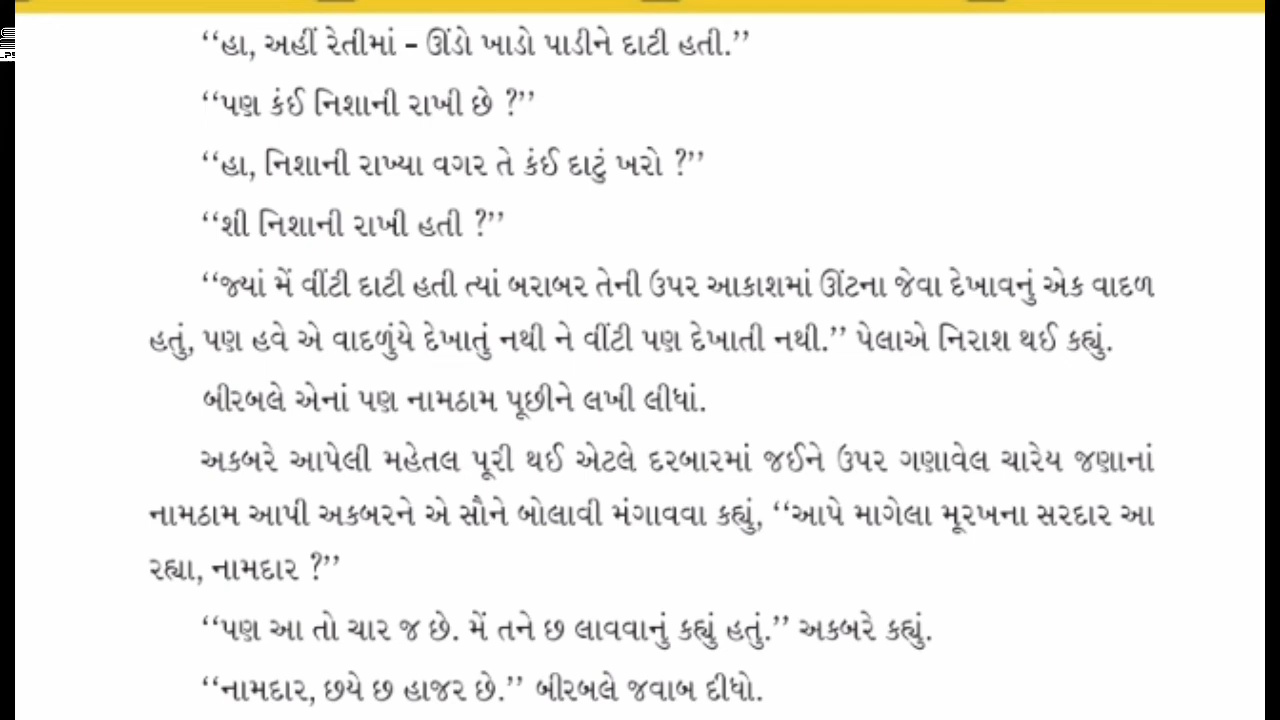 “હા, અહીં રેતીમાં – ઊંડો ખાડો પાડીને દાટી હતી.”
“પણ કંઈ નિશાની રાખી છે ?”
“હા, નિશાની રાખ્યા વગર તે કંઈ દાટું ખરો ?”
“શી નિશાની રાખી હતી ?”
“જ્યાં મેં વીંટી દાટી હતી ત્યાં બરાબર તેની ઉપર આકાશમાં ઊંટના જેવા દેખાવનું એક વાદળ
હતું, પણ હવે એ વાદળુંયે દેખાતું નથી ને વીંટી પણ દેખાતી નથી.” પેલાએ નિરાશ થઈ કહ્યું.
બીરબલે એનાં પણ નામઠામ પૂછીને લખી લીધાં.
અકબરે આપેલી મહેતલ પૂરી થઈ એટલે દરબારમાં જઈને ઉપર ગણાવેલ ચારેય જણાનાં
નામઠામ આપી અકબરને એ સૌને બોલાવી મંગાવવા કહ્યું, “આપે માગેલા મૂરખના સરદાર આ
રહ્યા, નામદાર ?”
“પણ આ તો ચાર જ છે. મેં તને છ લાવવાનું કહ્યું હતું.” અકબરે કહ્યું.
“નામદાર, છયે છ હાજર છે.” બીરબલે જવાબ દીધો.